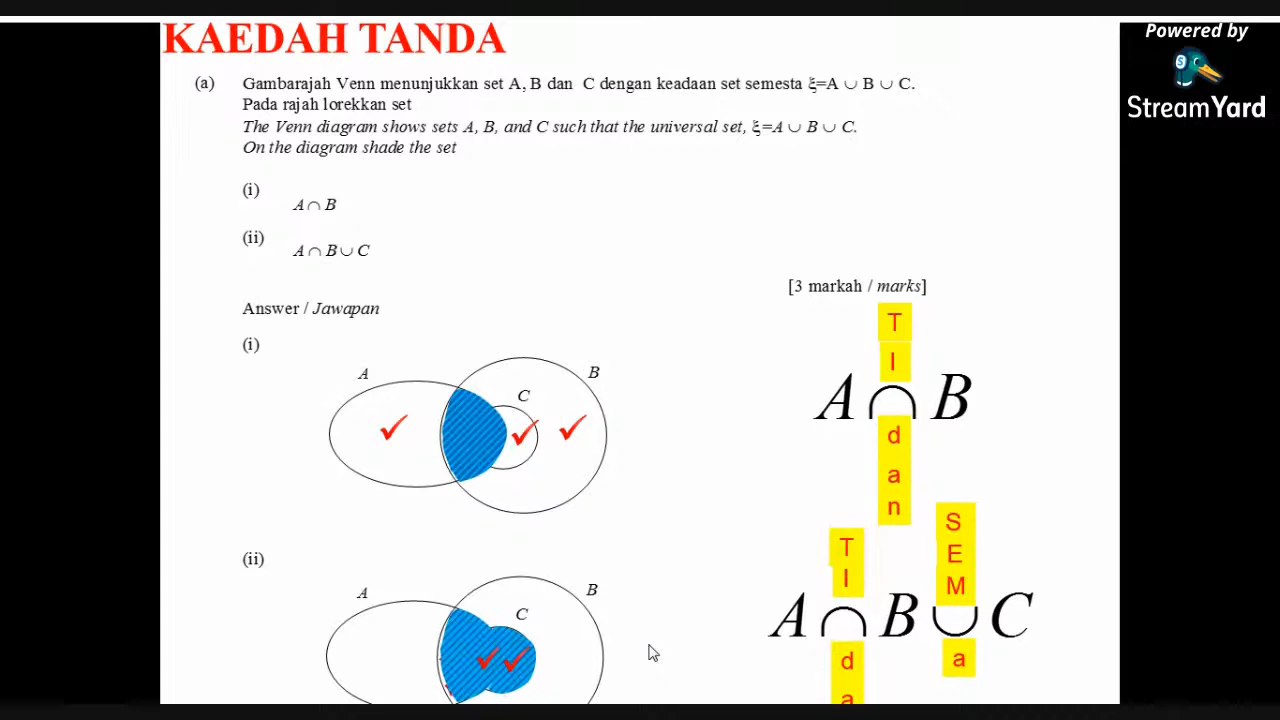 KAEDAH TANDA
Powered by
StreamYard
(a) Gambarajah Venn menunjukkan set A, B dan C dengan keadaan set semesta ξ=A ∪ B ∪ C.
Pada rajah lorekkan set
The Venn diagram shows sets A, B, and C such that the universal set, ξ=A ∪ B ∪ C.
On the diagram shade the set
(i)
A ∩ B
(ii)
A ∩ B ∪ C
[3 markah / marks]
Answer / Jawapan
(i)
A
B
C
T
I
A ∩ B
d
a
n
(ii)
A
B
C
T
I
S
E
M
A ∩ B ∪ C
d
a
a